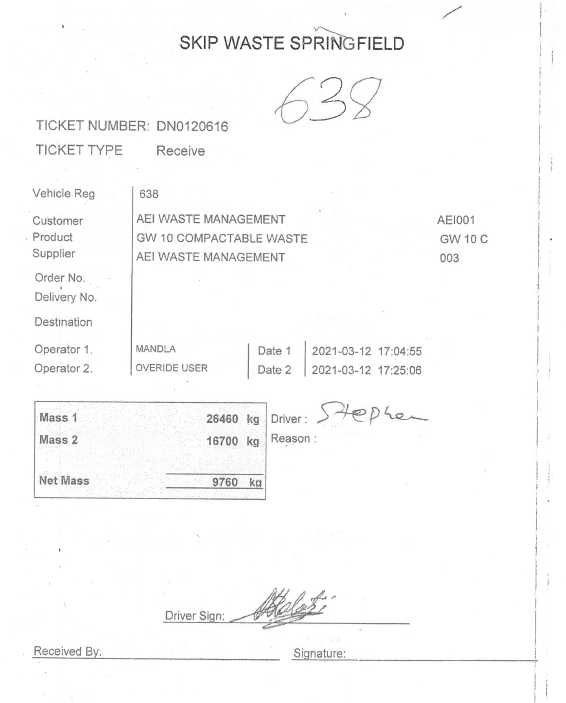 SKIP WASTE SPRINGFIELD
638
TICKET NUMBER: DN0120616
TICKET TYPE Receive
Vehicle Reg 638
Customer AEI WASTE MANAGEMENT AEI001
Product GW 10 COMPACTABLE WASTE GW 10 C
Supplier AEI WASTE MANAGEMENT 003
Order No.
Delivery No.
Destination
Operator 1. MANDLA Date 1 2021-03-12 17:04:55
Operator 2. OVERIDE USER Date 2 2021-03-12 17:25:06
Mass 1 26460 kg Driver : Stephen
Mass 2 16700 kg Reason :
Net Mass 9760 kg
Driver Sign:
Received By: Signature: